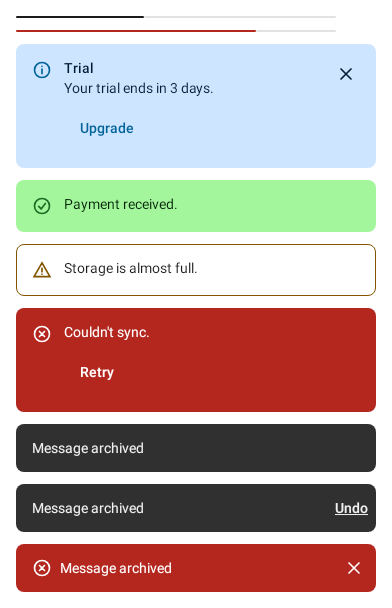 Trial
Your trial ends in 3 days.
Upgrade
Payment received.
Storage is almost full.
Couldn't sync.
Retry
Message archived
Message archived Undo
Message archived